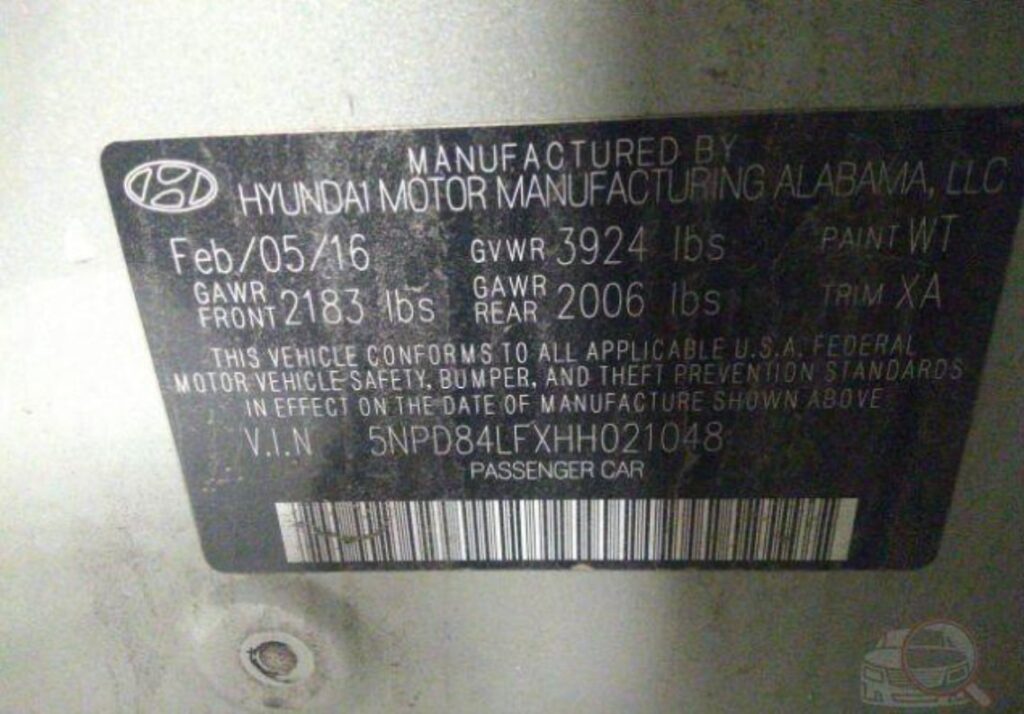 MANUFACTURED BY
HYUNDAI MOTOR MANUFACTURING ALABAMA, LLC
Feb/05/16 GVWR 3924 lbs PAINT WT
GAWR FRONT 2183 lbs GAWR REAR 2006 lbs TRIM XA
THIS VEHICLE CONFORMS TO ALL APPLICABLE U.S.A. FEDERAL
MOTOR VEHICLE SAFETY, BUMPER, AND THEFT PREVENTION STANDARDS
IN EFFECT ON THE DATE OF MANUFACTURE SHOWN ABOVE
V.I.N 5NPD84LFXHH021048
PASSENGER CAR